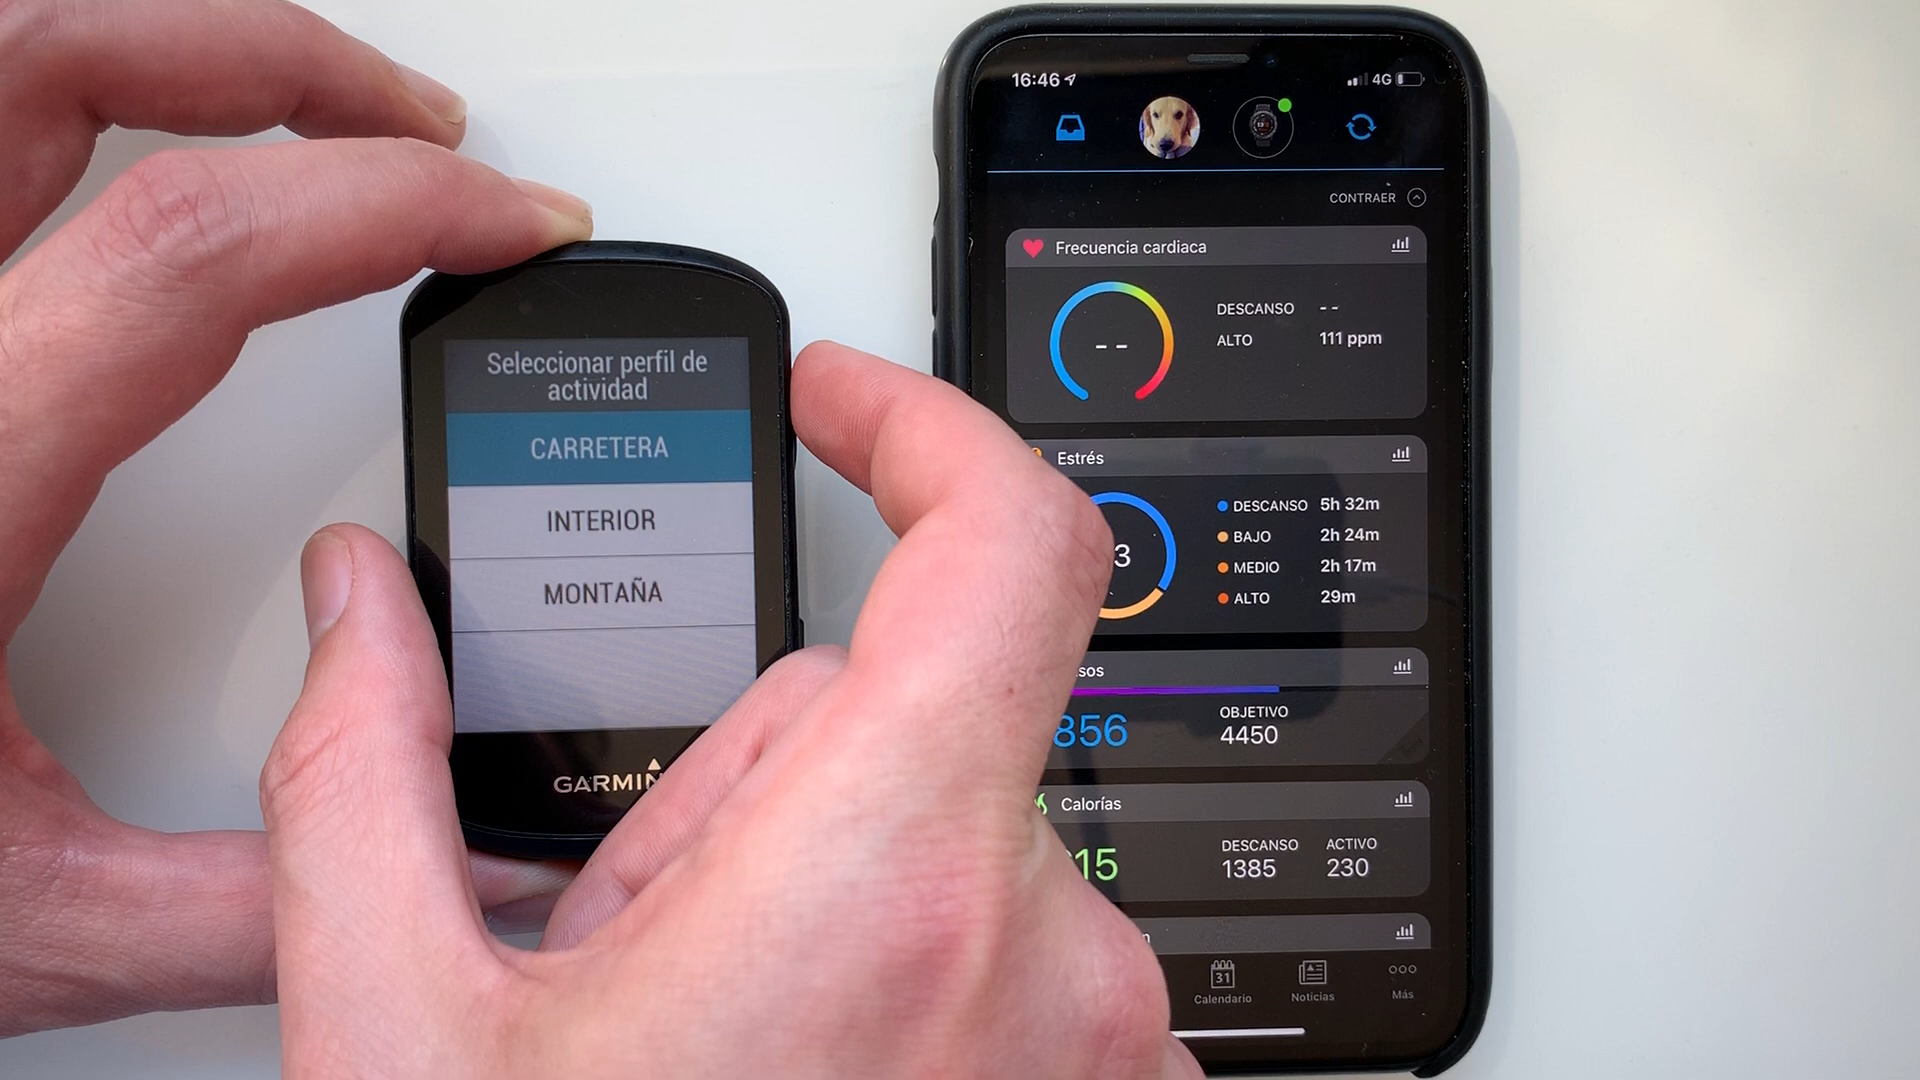 Seleccionar perfil de
actividad
CARRETERA
INTERIOR
MONTAÑA
GARMIN
16:46
4G
CONTRAER
Frecuencia cardiaca
-- 
DESCANSO --
ALTO 111 ppm
Estrés
3
DESCANSO 5h 32m
BAJO 2h 24m
MEDIO 2h 17m
ALTO 29m
sos
856
OBJETIVO
4450
Calorías
15
DESCANSO ACTIVO
1385 230
31
Calendario Noticias Más